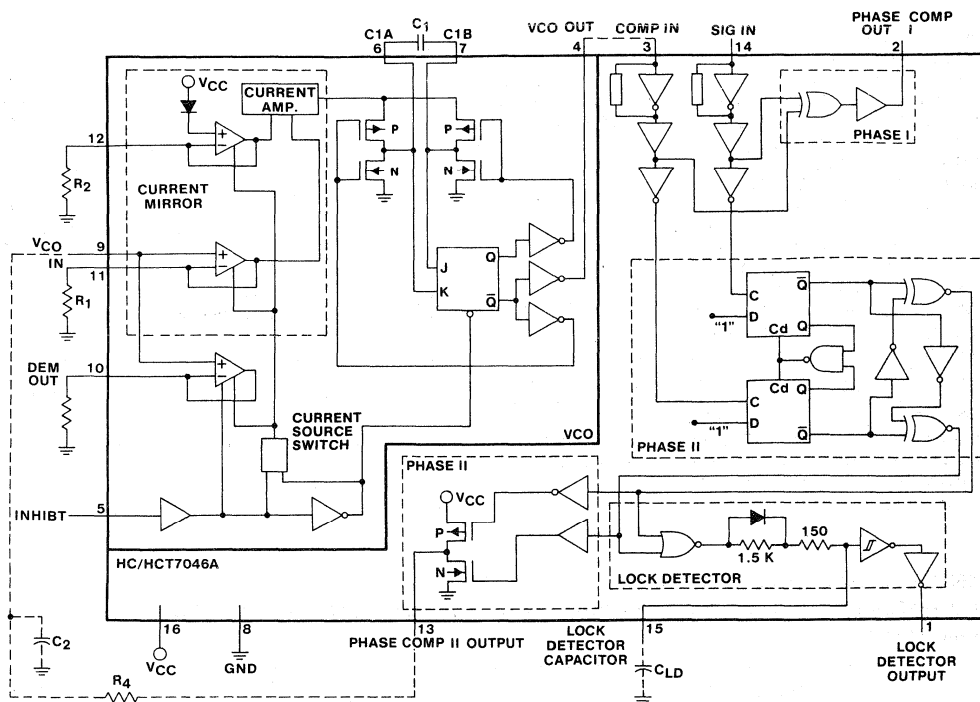 C1
C1A
C1B
6
7
VCO OUT
4
COMP IN
3
SIG IN
14
PHASE COMP
OUT I
2
VCC
CURRENT
AMP.
12
R2
CURRENT
MIRROR
P
P
N
N
PHASE I
VCO
IN
9
11
R1
J
K
Q
Q̅
DEM
OUT
10
CURRENT
SOURCE
SWITCH
VCO
C
D
"1"
Q̅
Q
Cd
Cd
C
D
"1"
Q
Q̅
PHASE II
INHIBT
5
HC/HCT7046A
PHASE II
VCC
P
N
1.5 K
150
LOCK DETECTOR
C2
16
VCC
8
GND
13
PHASE COMP II OUTPUT
LOCK
DETECTOR
CAPACITOR
15
CLD
1
LOCK
DETECTOR
OUTPUT
R4